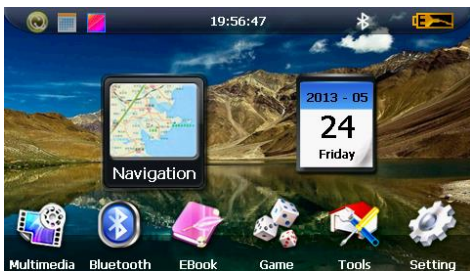 19:56:47
2013 - 05
24
Friday
Navigation
Multimedia Bluetooth EBook Game Tools Setting